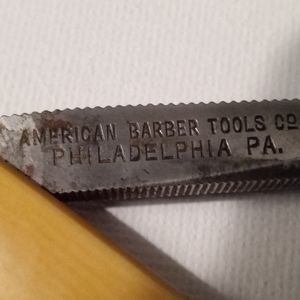 AMERICAN BARBER TOOLS CO
PHILADELPHIA PA.